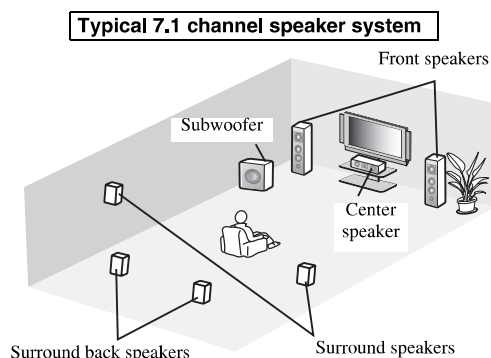 Typical 7.1 channel speaker system
Front speakers
Subwoofer
Center
speaker
Surround back speakers
Surround speakers